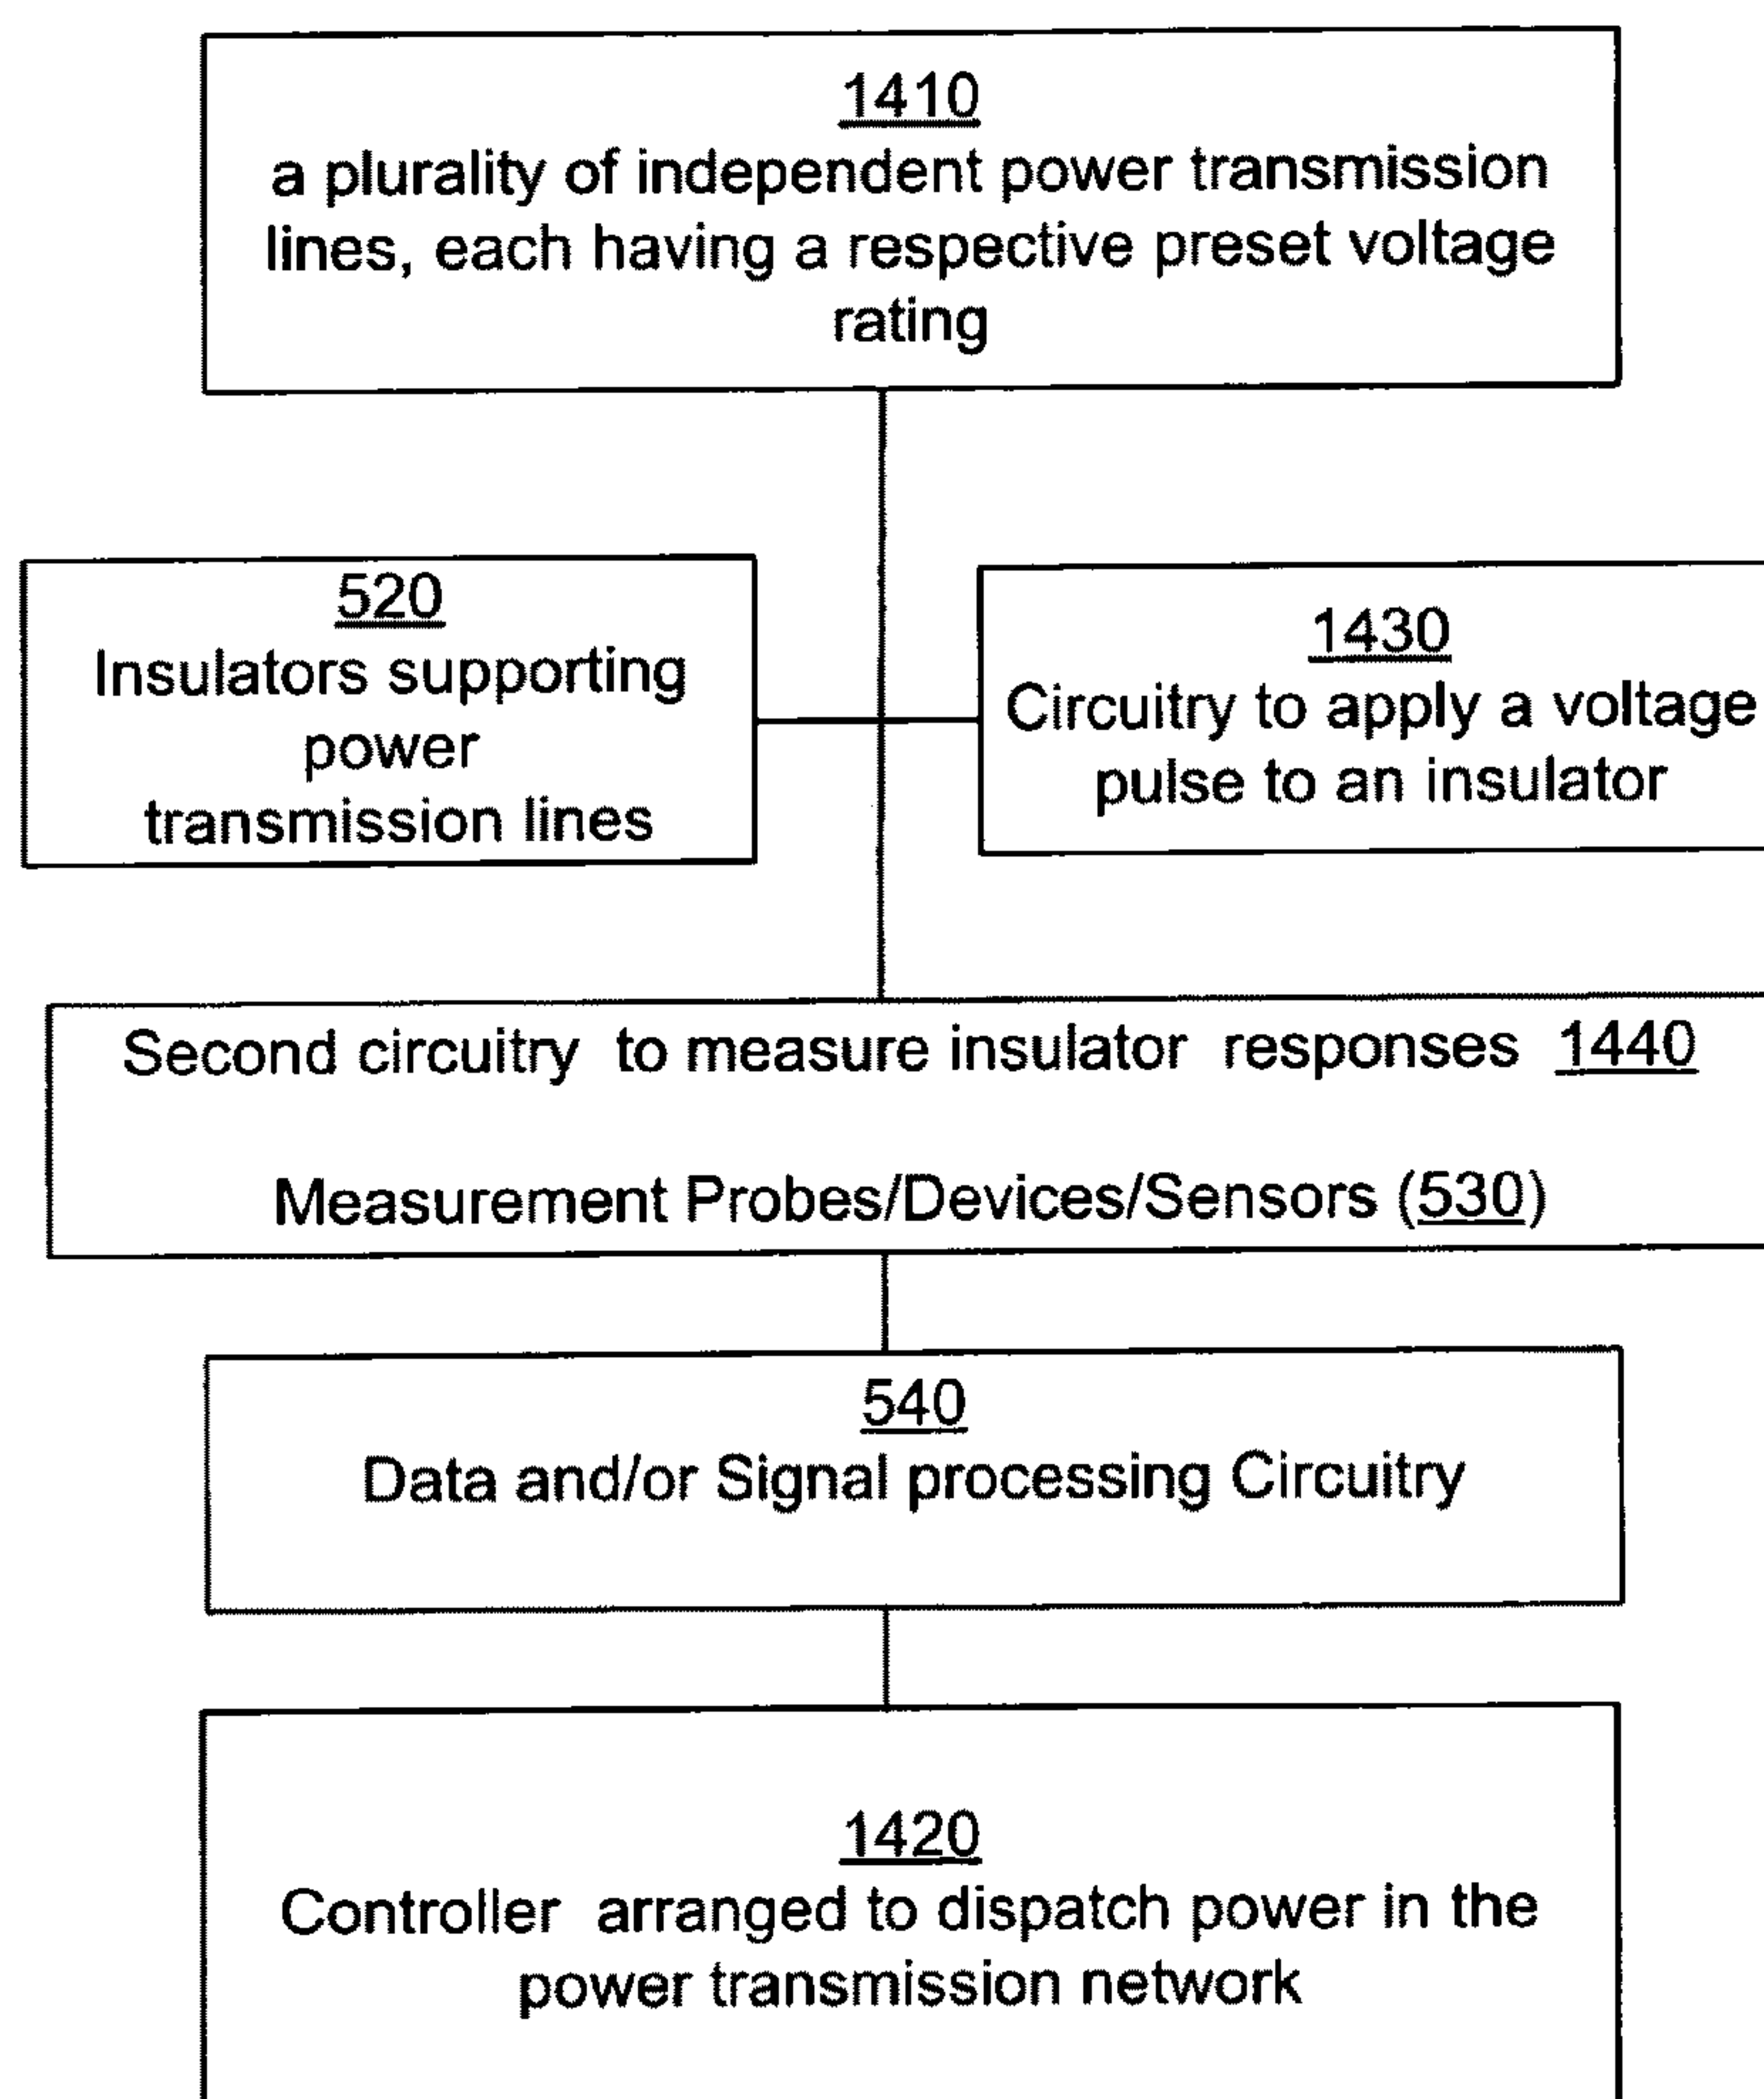 1410
a plurality of independent power transmission
lines, each having a respective preset voltage
rating
520
Insulators supporting
power
transmission lines
1430
Circuitry to apply a voltage
pulse to an insulator
Second circuitry to measure insulator responses 1440
Measurement Probes/Devices/Sensors (530)
540
Data and/or Signal processing Circuitry
1420
Controller arranged to dispatch power in the
power transmission network